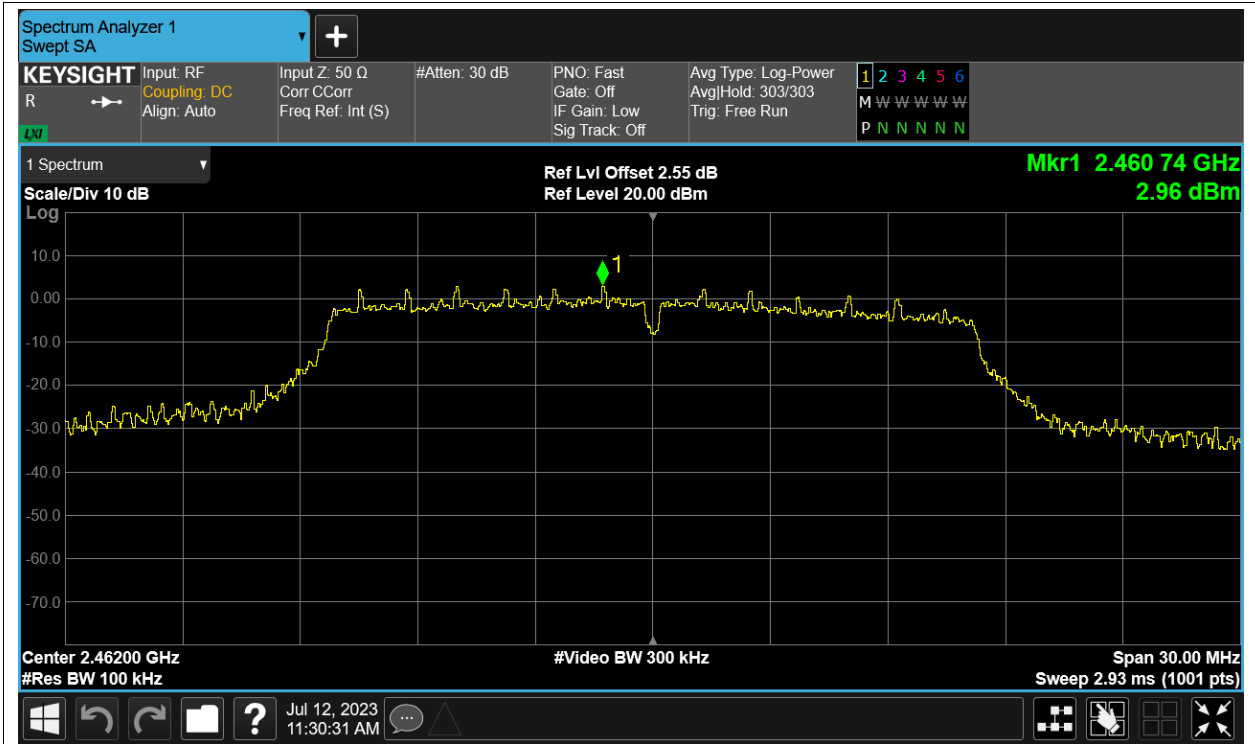 Spectrum Analyzer 1
Swept SA
+
KEYSIGHT
R
LXI
Input: RF
Coupling: DC
Align: Auto
Input Z: 50 Ω
Corr CCorr
Freq Ref: Int (S)
#Atten: 30 dB
PNO: Fast
Gate: Off
IF Gain: Low
Sig Track: Off
Avg Type: Log-Power
Avg|Hold: 303/303
Trig: Free Run
1 2 3 4 5 6
M W W W W W
P N N N N N
1 Spectrum
Scale/Div 10 dB
Log
Ref Lvl Offset 2.55 dB
Ref Level 20.00 dBm
Mkr1 2.460 74 GHz
2.96 dBm
1
10.0
0.00
-10.0
-20.0
-30.0
-40.0
-50.0
-60.0
-70.0
Center 2.46200 GHz
#Res BW 100 kHz
#Video BW 300 kHz
Span 30.00 MHz
Sweep 2.93 ms (1001 pts)
?
Jul 12, 2023
11:30:31 AM